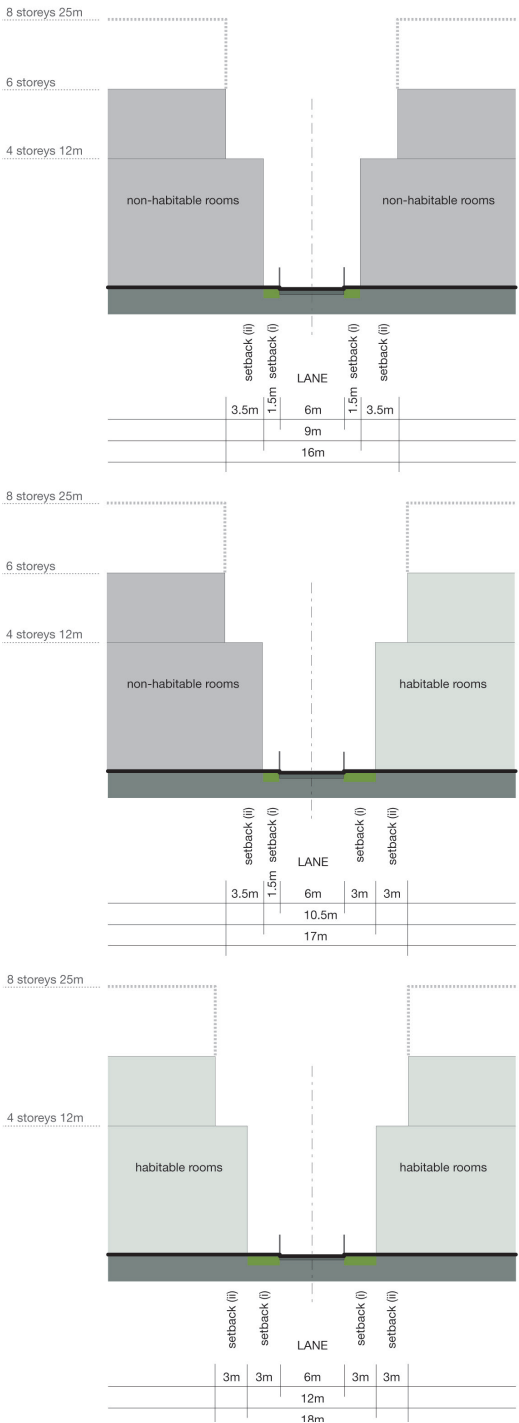 8 storeys 25m
6 storeys
4 storeys 12m
non-habitable rooms non-habitable rooms
setback (ii) setback (i) setback (i) setback (ii)
LANE
3.5m 1.5m 6m 1.5m 3.5m
9m
16m
8 storeys 25m
6 storeys
4 storeys 12m
non-habitable rooms habitable rooms
setback (ii) setback (i) setback (i) setback (ii)
LANE
3.5m 1.5m 6m 3m 3m
10.5m
17m
8 storeys 25m
4 storeys 12m
habitable rooms habitable rooms
setback (ii) setback (i) setback (i) setback (ii)
LANE
3m 3m 6m 3m 3m
12m
18m